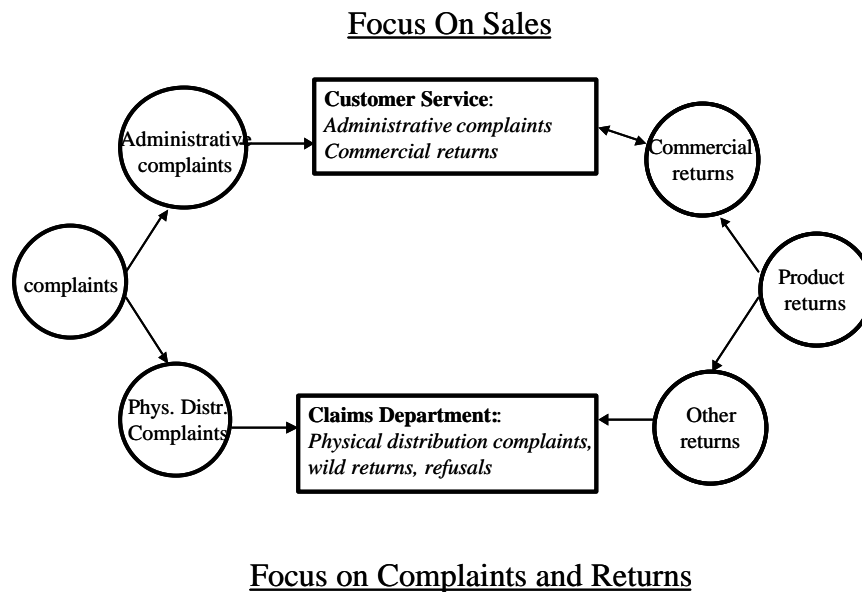 Focus On Sales
Customer Service:
Administrative complaints
Commercial returns
Administrative
complaints
Commercial
returns
complaints
Product
returns
Phys. Distr.
Complaints
Claims Department::
Physical distribution complaints,
wild returns, refusals
Other
returns
Focus on Complaints and Returns